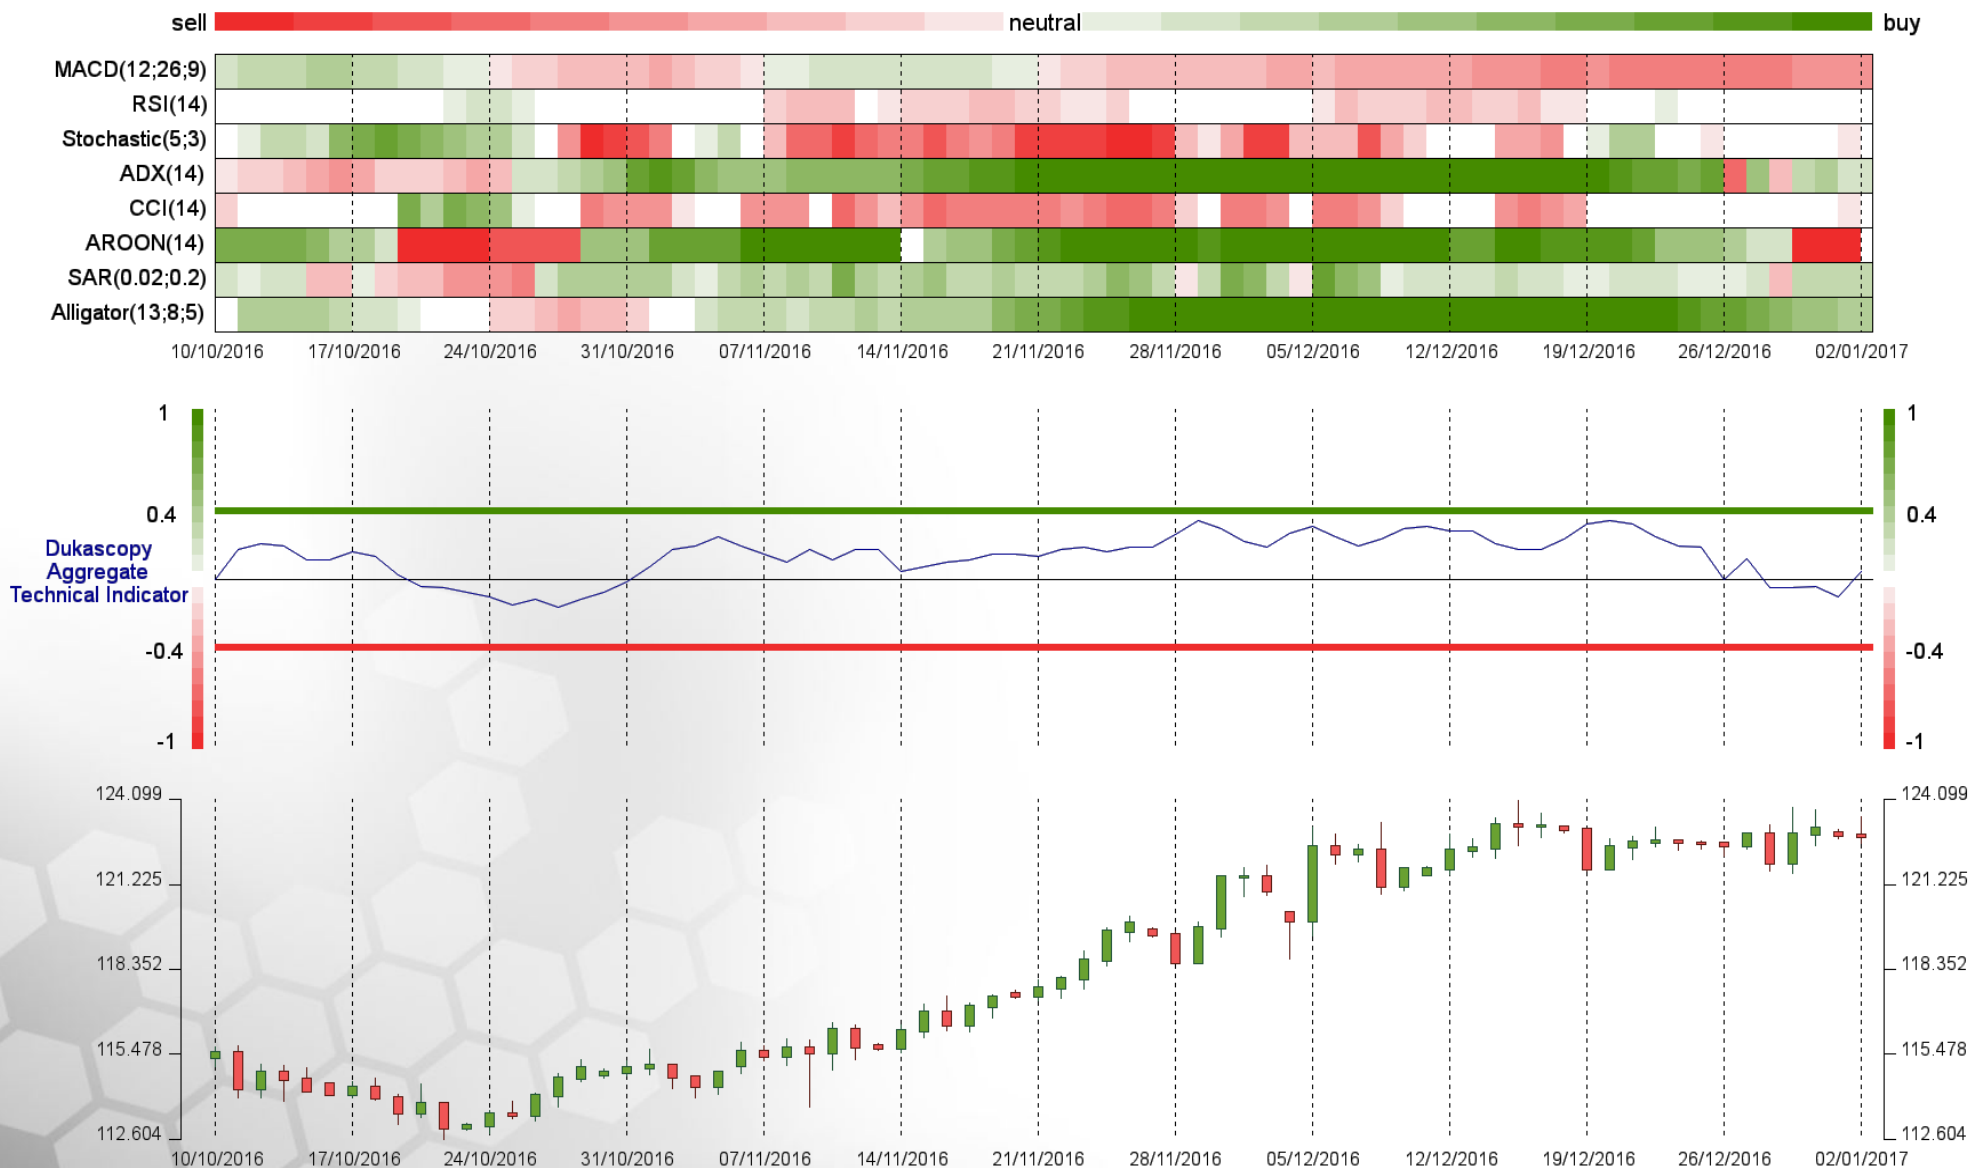 sell neutral buy
MACD(12;26;9)
RSI(14)
Stochastic(5;3)
ADX(14)
CCI(14)
AROON(14)
SAR(0.02;0.2)
Alligator(13;8;5)
10/10/2016 17/10/2016 24/10/2016 31/10/2016 07/11/2016 14/11/2016 21/11/2016 28/11/2016 05/12/2016 12/12/2016 19/12/2016 26/12/2016 02/01/2017
1 1
0.4 0.4
Dukascopy
Aggregate
Technical Indicator
-0.4 -0.4
-1 -1
124.099 124.099
121.225 121.225
118.352 118.352
115.478 115.478
112.604 112.604
10/10/2016 17/10/2016 24/10/2016 31/10/2016 07/11/2016 14/11/2016 21/11/2016 28/11/2016 05/12/2016 12/12/2016 19/12/2016 26/12/2016 02/01/2017